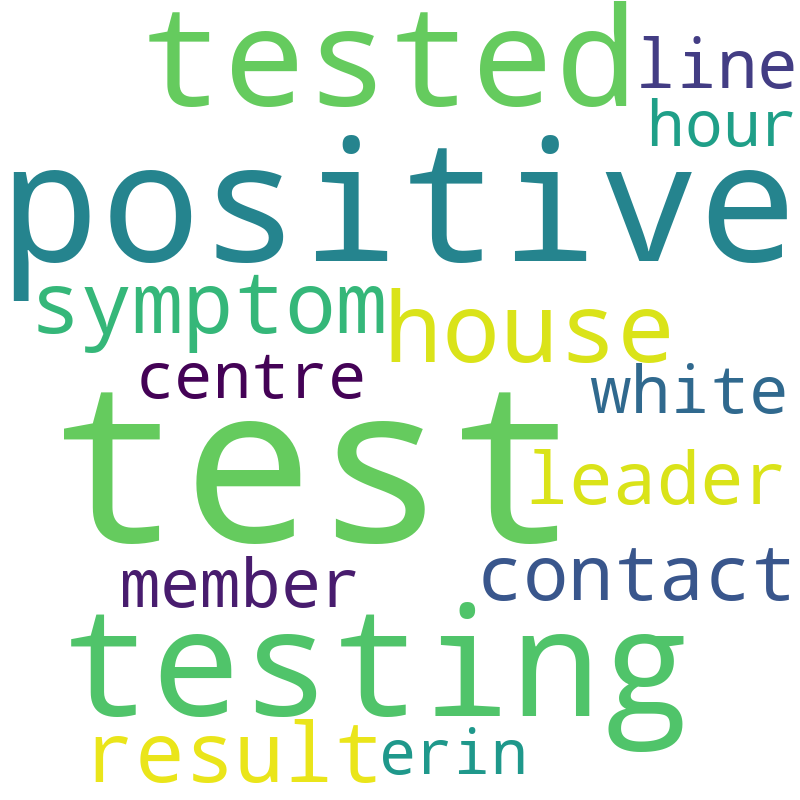 tested
line
hour
positive
symptom
house
centre
white
test
leader
member
contact
testing
result
erin